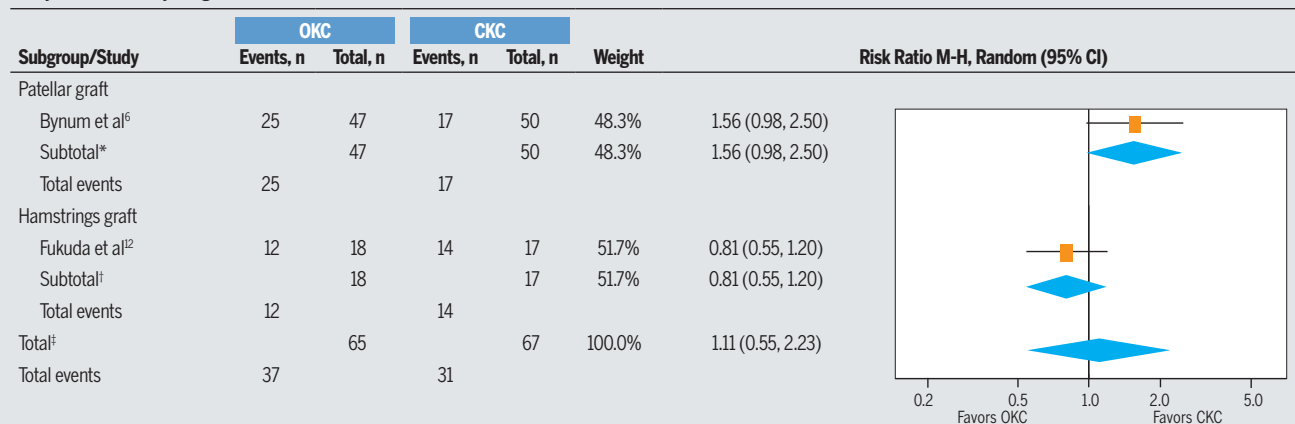 OKC CKC
Subgroup/Study Events, n Total, n Events, n Total, n Weight Risk Ratio M-H, Random (95% CI)
Patellar graft
Bynum et al⁶ 25 47 17 50 48.3% 1.56 (0.98, 2.50)
Subtotal* 47 50 48.3% 1.56 (0.98, 2.50)
Total events 25 17
Hamstrings graft
Fukuda et al¹² 12 18 14 17 51.7% 0.81 (0.55, 1.20)
Subtotal† 18 17 51.7% 0.81 (0.55, 1.20)
Total events 12 14
Total‡ 65 67 100.0% 1.11 (0.55, 2.23)
Total events 37 31
0.2 0.5 1.0 2.0 5.0
Favors OKC Favors CKC